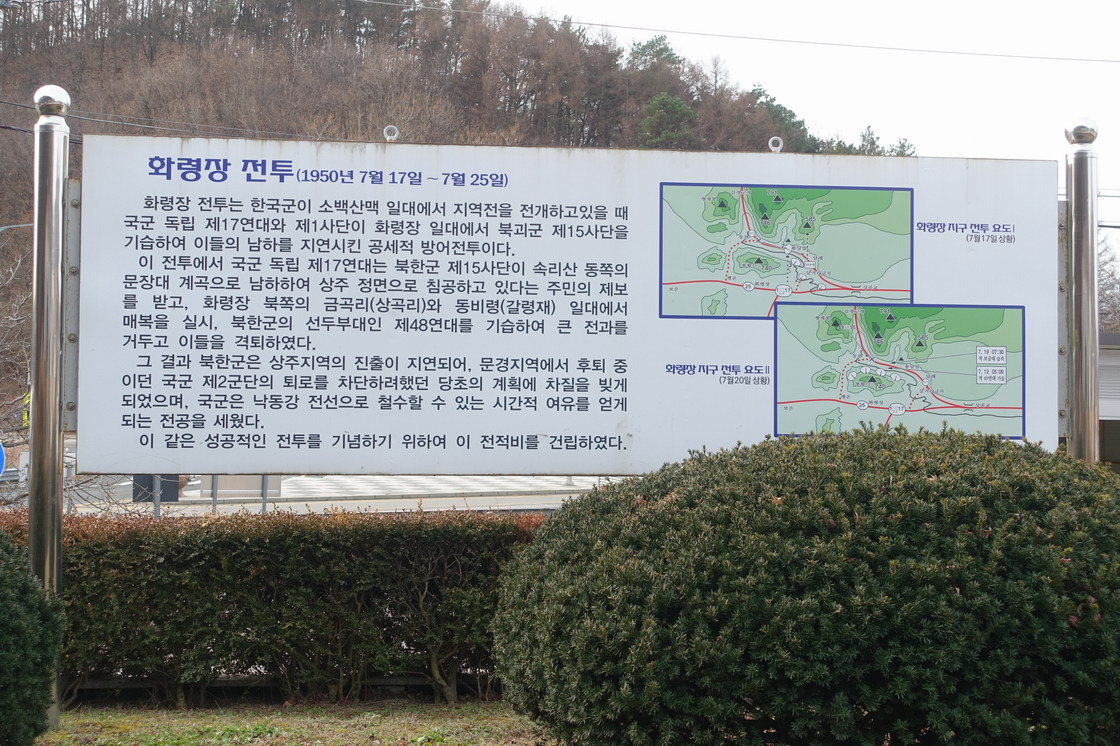 화령장 전투(1950년 7월 17일 ~ 7월 25일)
화령장 전투는 한국군이 소백산맥 일대에서 지역전을 전개하고있을 때
국군 독립 제17연대와 제1사단이 화령장 일대에서 북괴군 제15사단을
기습하여 이들의 남하를 지연시킨 공세적 방어전투이다.
이 전투에서 국군 독립 제17연대는 북한군 제15사단이 속리산 동쪽의
문장대 계곡으로 남하하여 상주 정면으로 침공하고 있다는 주민의 제보
를 받고, 화령장 북쪽의 금곡리(상곡리)와 동비령(갈령재) 일대에서
매복을 실시, 북한군의 선두부대인 제48연대를 기습하여 큰 전과를
거두고 이들을 격퇴하였다.
그 결과 북한군은 상주지역의 진출이 지연되어, 문경지역에서 후퇴 중
이던 국군 제2군단의 퇴로를 차단하려했던 당초의 계획에 차질을 빚게
되었으며, 국군은 낙동강 전선으로 철수할 수 있는 시간적 여유를 얻게
되는 전공을 세웠다.
이 같은 성공적인 전투를 기념하기 위하여 이 전적비를 건립하였다.
화령장 지구 전투 요도 I
(7월17일 상황)
25
17
화령장 지구 전투 요도 II
(7월20일 상황)
7. 19 07:30
05:00
25
17